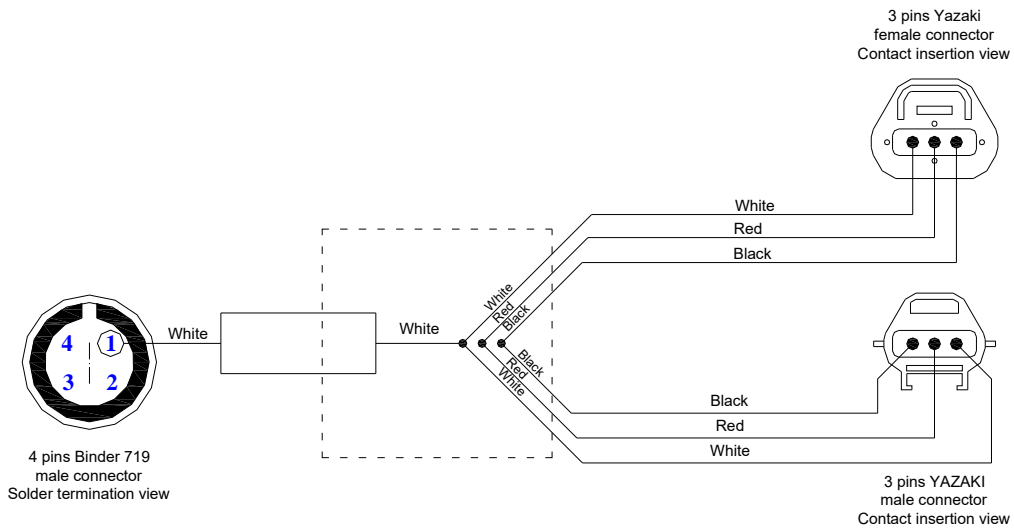 3 pins Yazaki
female connector
Contact insertion view
White
Red
Black
White
Red
Black
White
White
4
1
3
2
Black
Red
White
Black
Red
White
4 pins Binder 719
male connector
Solder termination view
3 pins YAZAKI
male connector
Contact insertion view